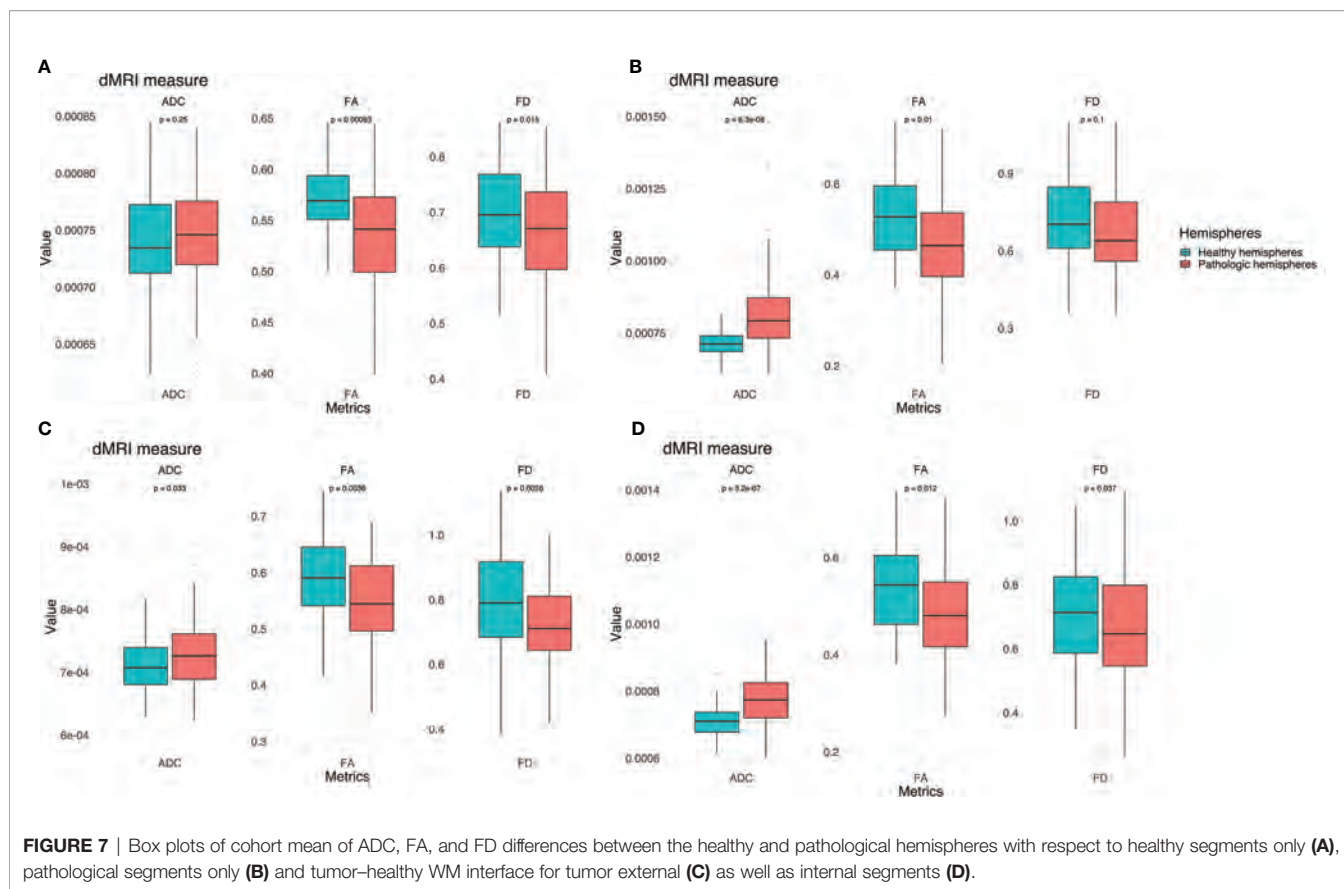 A
dMRI measure
ADC
p = 0.25
FA
FD
0.00085
0.00080
0.00075
0.00070
0.00065
Value
0.65
0.60
0.55
0.50
0.45
0.40
0.8
0.7
0.6
0.5
0.4
ADC
FA
FD
Metrics
B
dMRI measure
ADC
FA
p = 0.01
FD
p = 0.1
0.00150
0.00125
0.00100
0.00075
Value
0.6
0.4
0.2
0.9
0.6
0.3
ADC
FA
FD
Metrics
Hemispheres
Healthy hemispheres
Pathologic hemispheres
C
dMRI measure
ADC
FA
FD
1e-03
9e-04
8e-04
7e-04
6e-04
Value
0.7
0.6
0.5
0.4
0.3
1.0
0.8
0.6
0.4
ADC
FA
FD
Metrics
D
dMRI measure
ADC
FA
p = 0.012
FD
0.0014
0.0012
0.0010
0.0008
0.0006
Value
0.6
0.4
0.2
1.0
0.8
0.6
0.4
ADC
FA
FD
Metrics
FIGURE 7 | Box plots of cohort mean of ADC, FA, and FD differences between the healthy and pathological hemispheres with respect to healthy segments only (A),
pathological segments only (B) and tumor–healthy WM interface for tumor external (C) as well as internal segments (D).